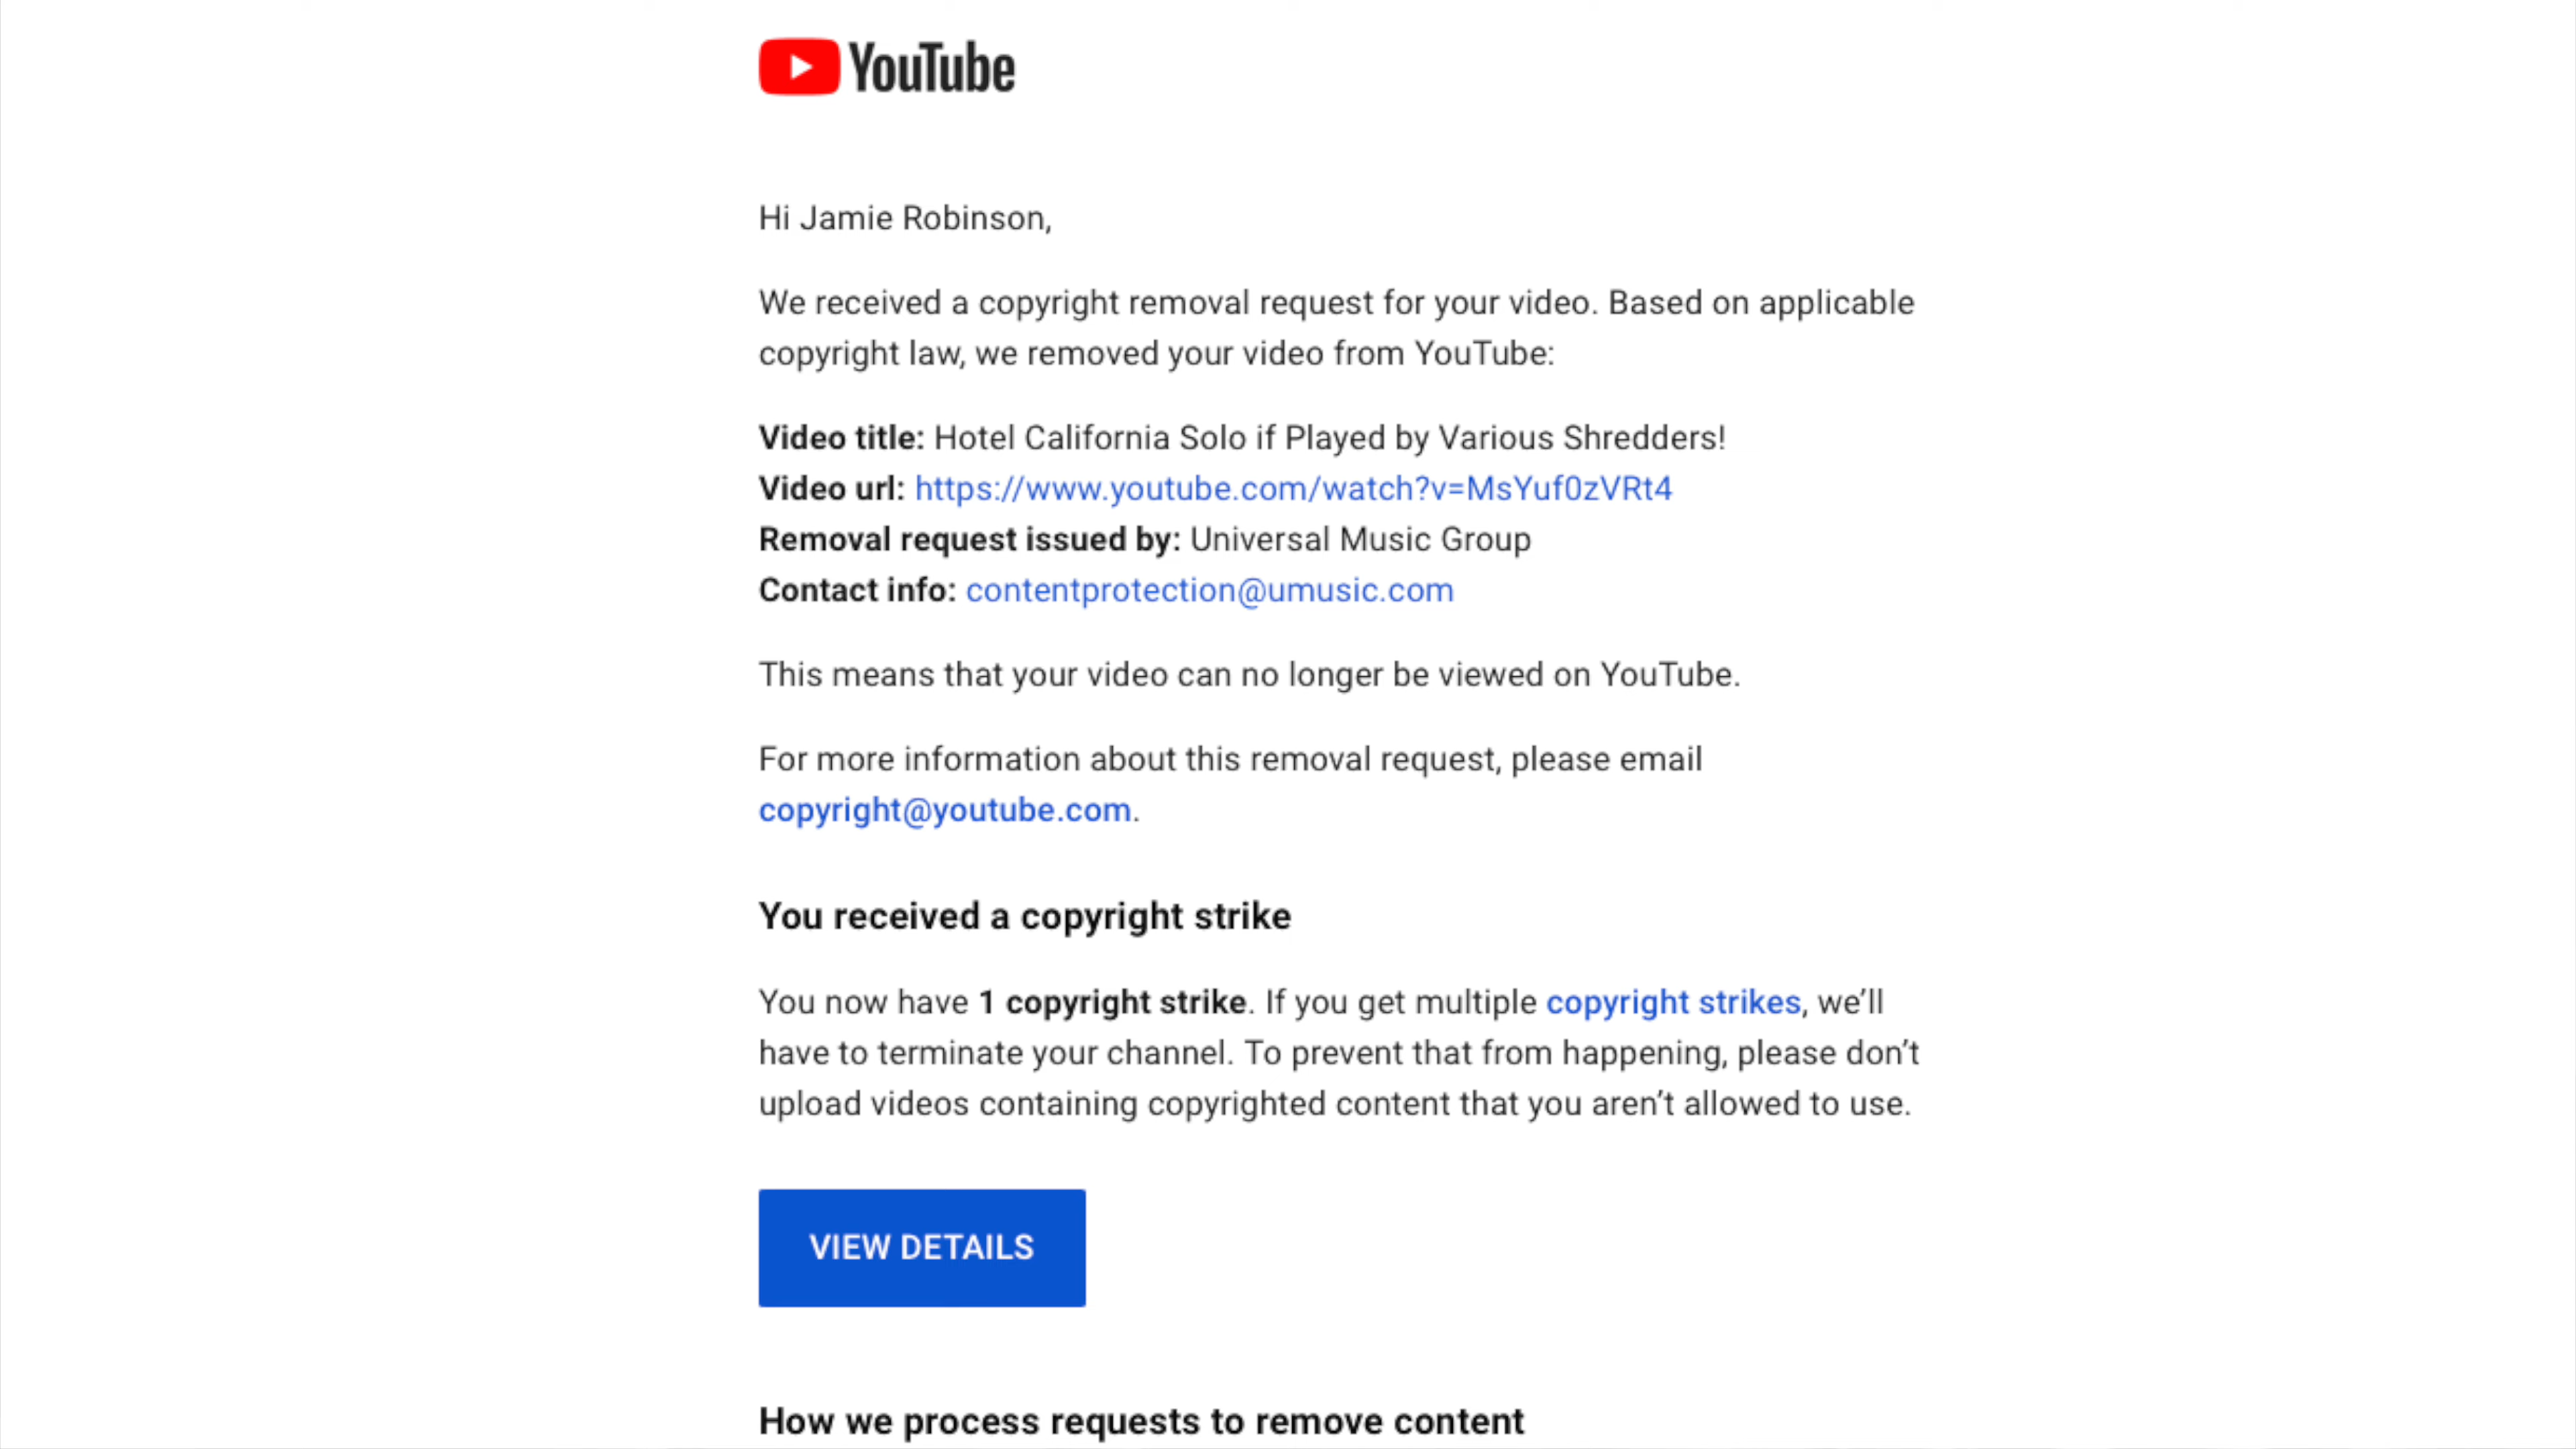 YouTube
Hi Jamie Robinson,
We received a copyright removal request for your video. Based on applicable
copyright law, we removed your video from YouTube:
Video title: Hotel California Solo if Played by Various Shredders!
Video url: https://www.youtube.com/watch?v=MsYuf0zVRt4
Removal request issued by: Universal Music Group
Contact info: contentprotection@umusic.com
This means that your video can no longer be viewed on YouTube.
For more information about this removal request, please email
copyright@youtube.com.
You received a copyright strike
You now have 1 copyright strike. If you get multiple copyright strikes, we’ll
have to terminate your channel. To prevent that from happening, please don’t
upload videos containing copyrighted content that you aren’t allowed to use.
VIEW DETAILS
How we process requests to remove content